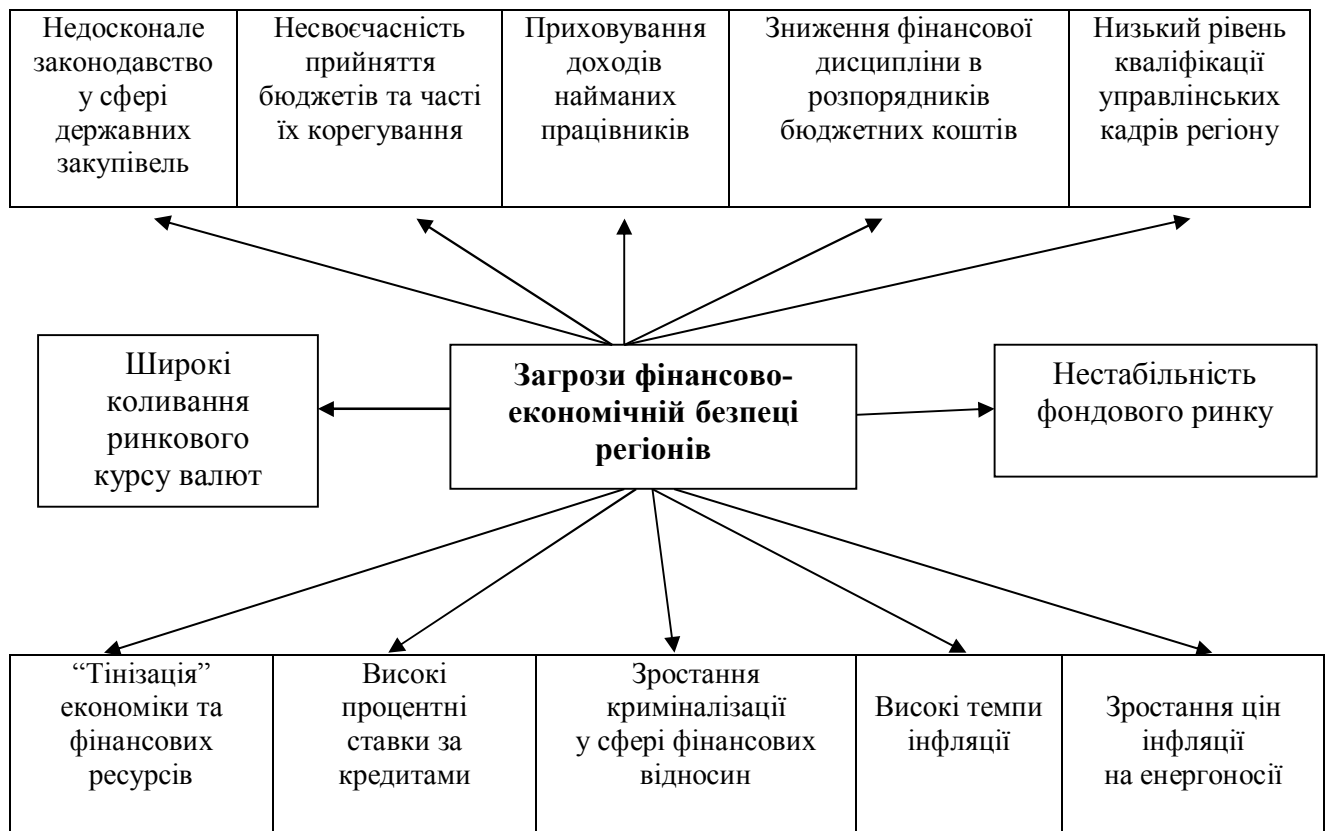 Недосконале
законодавство
у сфері
державних
закупівель
Несвоєчасність
прийняття
бюджетів та часті
їх корегування
Приховування
доходів
найманих
працівників
Зниження фінансової
дисципліни в
розпорядників
бюджетних коштів
Низький рівень
кваліфікації
управлінських
кадрів регіону
Широкі
коливання
ринкового
курсу валют
Загрози фінансово-
економічній безпеці
регіонів
Нестабільність
фондового ринку
“Тінізація”
економіки та
фінансових
ресурсів
Високі
процентні
ставки за
кредитами
Зростання
криміналізації
у сфері фінансових
відносин
Високі темпи
інфляції
Зростання цін
інфляції
на енергоносії